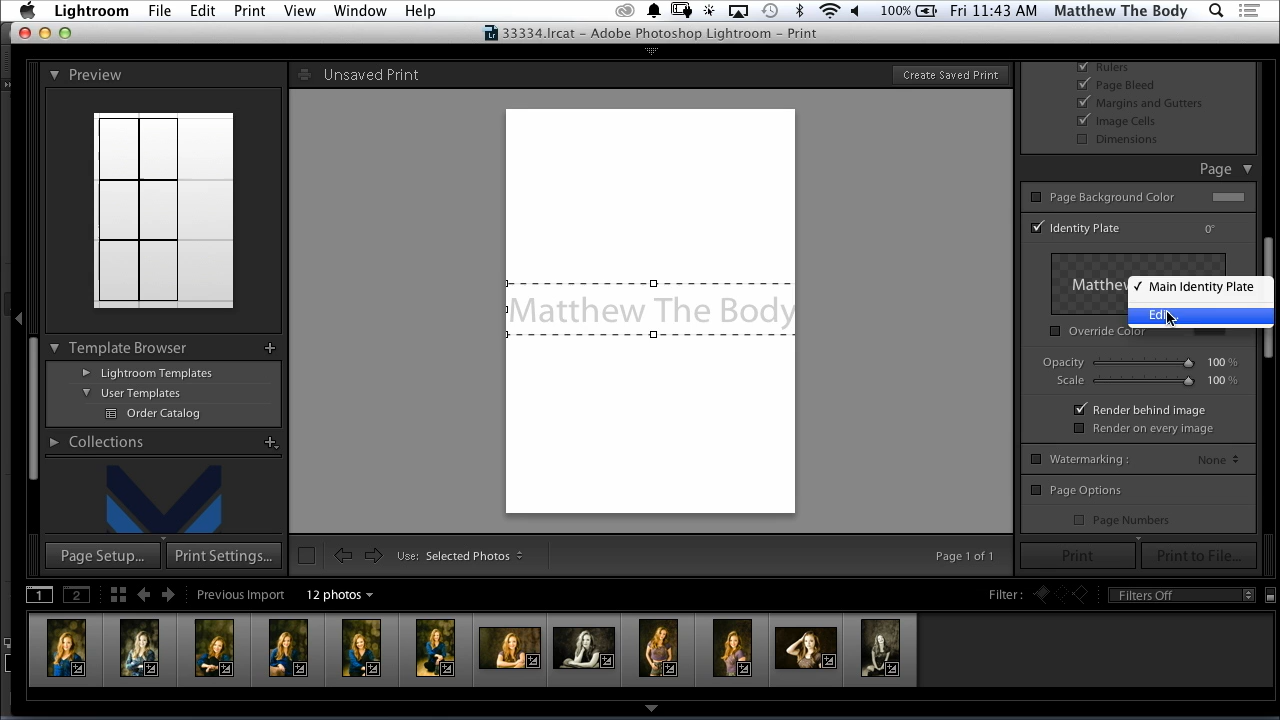 Lightroom File Edit Print View Window Help 100% Fri 11:43 AM Matthew The Body
33334.lrcat - Adobe Photoshop Lightroom - Print
Preview
Unsaved Print
Create Saved Print
Rulers
Page Bleed
Margins and Gutters
Image Cells
Dimensions
Page
Page Background Color
Identity Plate 0°
Main Identity Plate
Matthew The Body
Override Color
Template Browser
Lightroom Templates
User Templates
Order Catalog
Collections
Opacity 100 %
Scale 100 %
Render behind image
Render on every image
Watermarking : None
Page Options
Page Numbers
Page Setup... Print Settings...
Use: Selected Photos
Page 1 of 1
Print Print to File...
1 2 Previous Import 12 photos
Filter : Filters Off